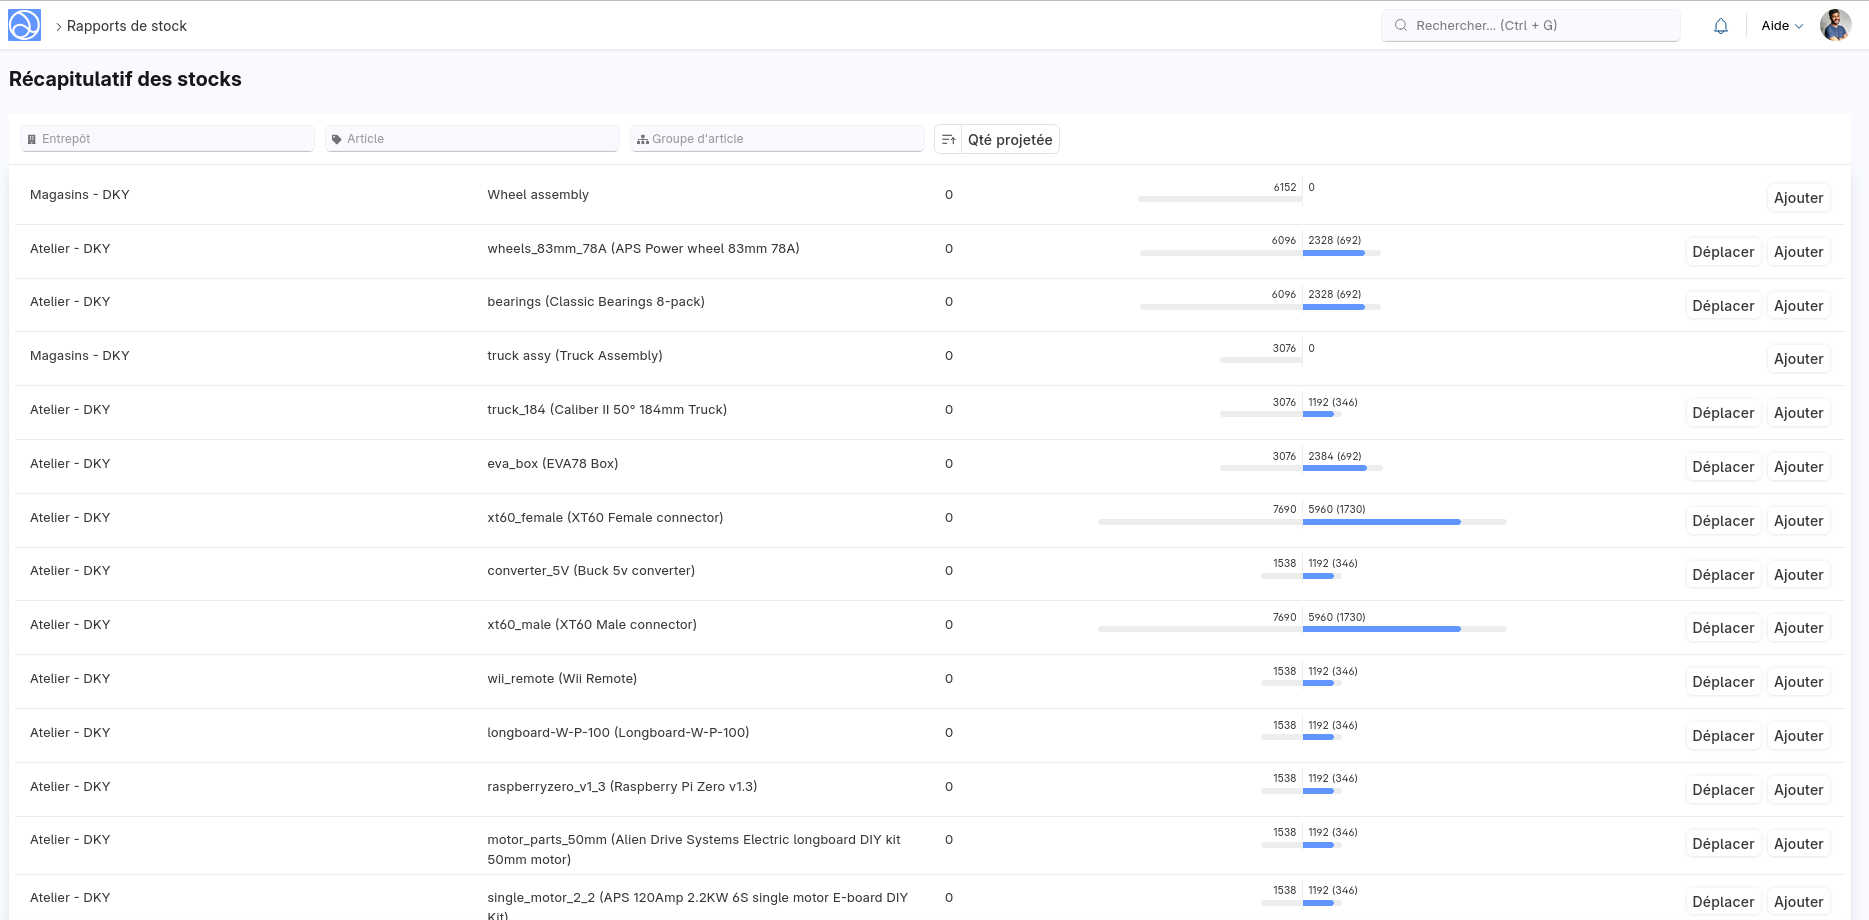 Rapports de stock
Rechercher... (Ctrl + G)
Aide
Récapitulatif des stocks
Entrepôt
Article
Groupe d'article
Qté projetée
Magasins - DKY Wheel assembly 0 6152 0 Ajouter
Atelier - DKY wheels_83mm_78A (APS Power wheel 83mm 78A) 0 6096 2328 (692) Déplacer Ajouter
Atelier - DKY bearings (Classic Bearings 8-pack) 0 6096 2328 (692) Déplacer Ajouter
Magasins - DKY truck assy (Truck Assembly) 0 3076 0 Ajouter
Atelier - DKY truck_184 (Caliber II 50° 184mm Truck) 0 3076 1192 (346) Déplacer Ajouter
Atelier - DKY eva_box (EVA78 Box) 0 3076 2384 (692) Déplacer Ajouter
Atelier - DKY xt60_female (XT60 Female connector) 0 7690 5960 (1730) Déplacer Ajouter
Atelier - DKY converter_5V (Buck 5v converter) 0 1538 1192 (346) Déplacer Ajouter
Atelier - DKY xt60_male (XT60 Male connector) 0 7690 5960 (1730) Déplacer Ajouter
Atelier - DKY wii_remote (Wii Remote) 0 1538 1192 (346) Déplacer Ajouter
Atelier - DKY longboard-W-P-100 (Longboard-W-P-100) 0 1538 1192 (346) Déplacer Ajouter
Atelier - DKY raspberryzero_v1_3 (Raspberry Pi Zero v1.3) 0 1538 1192 (346) Déplacer Ajouter
Atelier - DKY motor_parts_50mm (Alien Drive Systems Electric longboard DIY kit 0 1538 1192 (346) Déplacer Ajouter
50mm motor)
Atelier - DKY single_motor_2_2 (APS 120Amp 2.2KW 6S single motor E-board DIY 0 1538 1192 (346) Déplacer Ajouter
Kit)